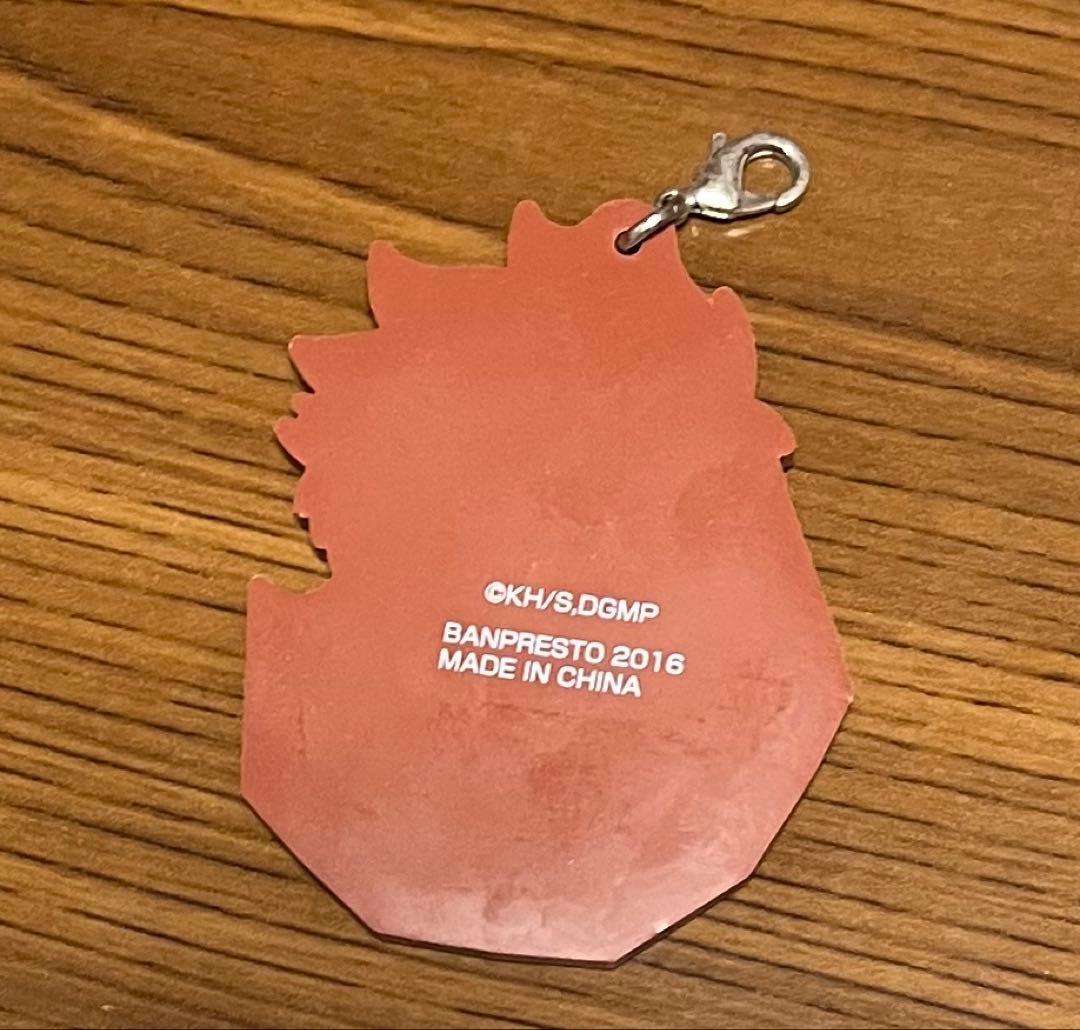 ©KH/S,DGMP
BANPRESTO 2016
MADE IN CHINA